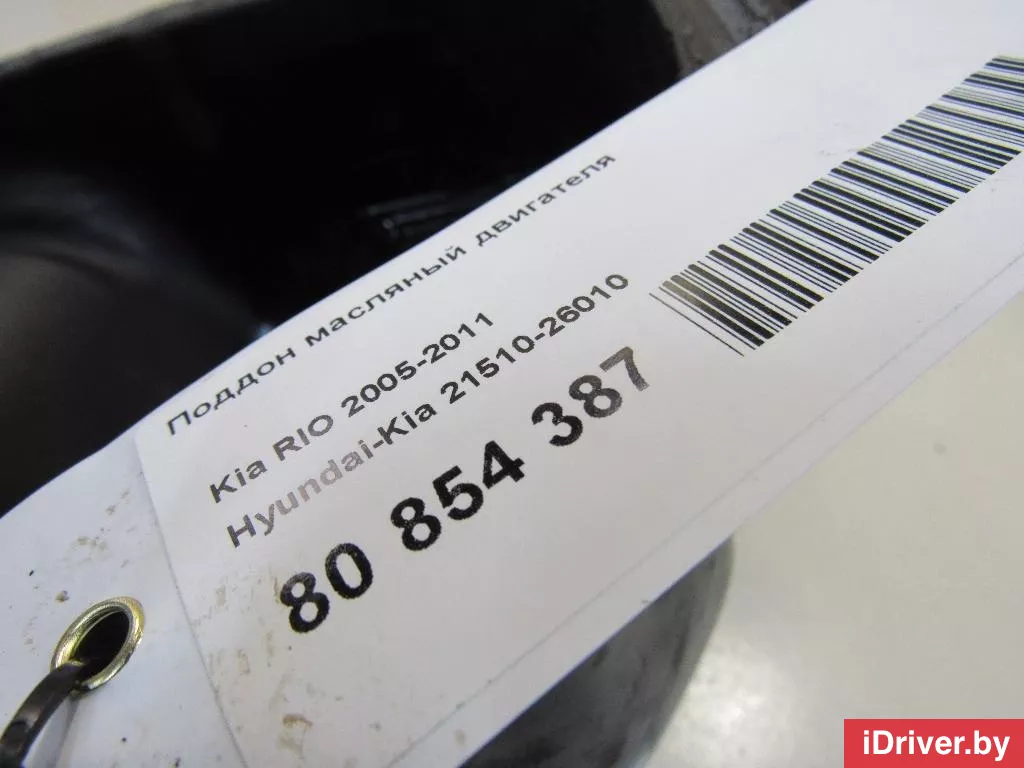 Поддон масляный двигателя
Kia RIO 2005-2011
Hyundai-Kia 21510-26010
80 854 387
iDriver.by